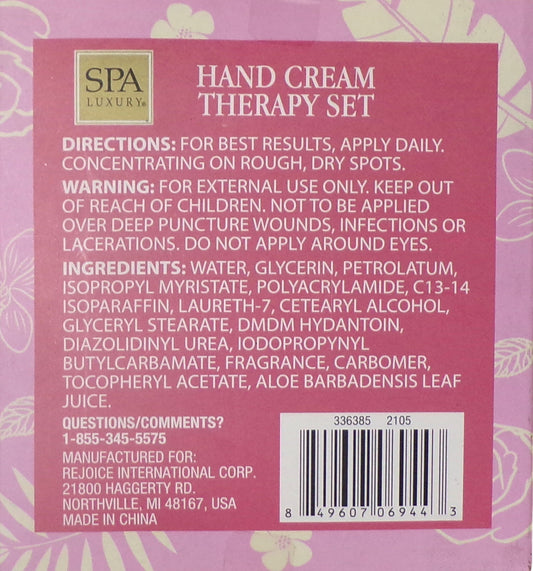 SPA
LUXURY®
HAND CREAM
THERAPY SET
DIRECTIONS: FOR BEST RESULTS, APPLY DAILY.
CONCENTRATING ON ROUGH, DRY SPOTS.
WARNING: FOR EXTERNAL USE ONLY. KEEP OUT
OF REACH OF CHILDREN. NOT TO BE APPLIED
OVER DEEP PUNCTURE WOUNDS, INFECTIONS OR
LACERATIONS. DO NOT APPLY AROUND EYES.
INGREDIENTS: WATER, GLYCERIN, PETROLATUM,
ISOPROPYL MYRISTATE, POLYACRYLAMIDE, C13-14
ISOPARAFFIN, LAURETH-7, CETEARYL ALCOHOL,
GLYCERYL STEARATE, DMDM HYDANTOIN,
DIAZOLIDINYL UREA, IODOPROPYNYL
BUTYLCARBAMATE, FRAGRANCE, CARBOMER,
TOCOPHERYL ACETATE, ALOE BARBADENSIS LEAF
JUICE.
QUESTIONS/COMMENTS?
1-855-345-5575
MANUFACTURED FOR:
REJOICE INTERNATIONAL CORP.
21800 HAGGERTY RD.
NORTHVILLE, MI 48167, USA
MADE IN CHINA
336385 2105
8 49607 06944 3